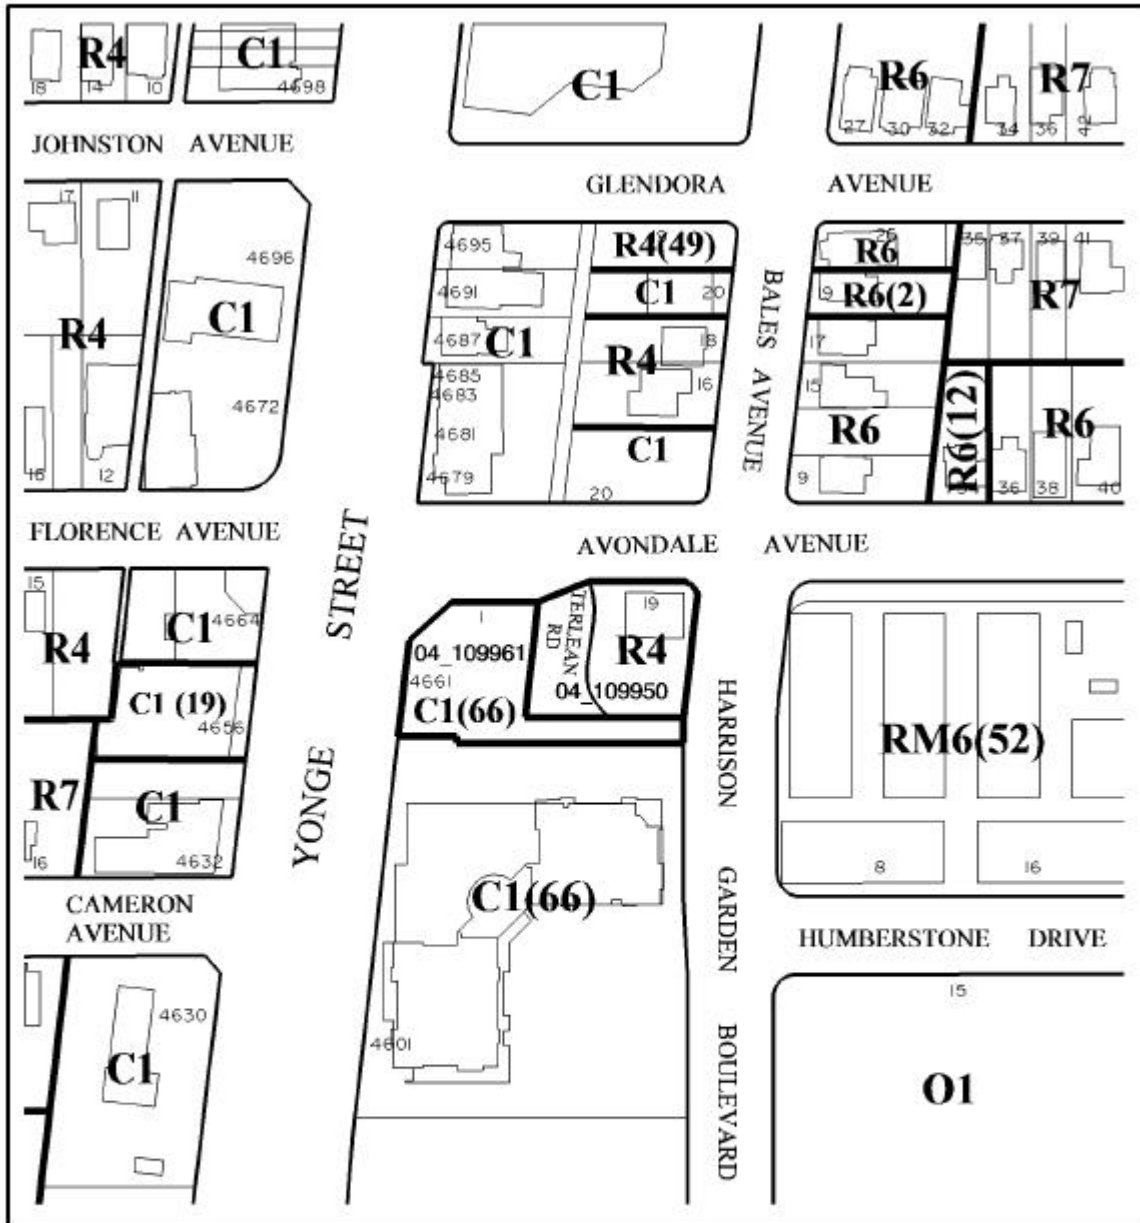 R4
C1
C1
R6
R7
18
14
10
4698
27
30
32
34
36
42
JOHNSTON AVENUE
GLENDORA AVENUE
17
11
4696
4695
R4(49)
26
R6
35
37
39
41
4691
C1
20
19
R6(2)
R7
R4
C1
4687
C1
R4
18
17
BALES AVENUE
4672
4685
4683
4681
4679
16
15
R6
R6(12)
R6
16
12
C1
20
9
36
38
40
FLORENCE AVENUE
AVONDALE AVENUE
YONGE STREET
15
R4
C1
4664
1
04_109961
4661
C1(66)
TERLEAN
RD
19
R4
04_109950
C1 (19)
4656
HARRISON GARDEN BOULEVARD
RM6(52)
R7
16
C1
4632
8
16
C1(66)
CAMERON
AVENUE
HUMBERSTONE DRIVE
4630
C1
4601
15
O1